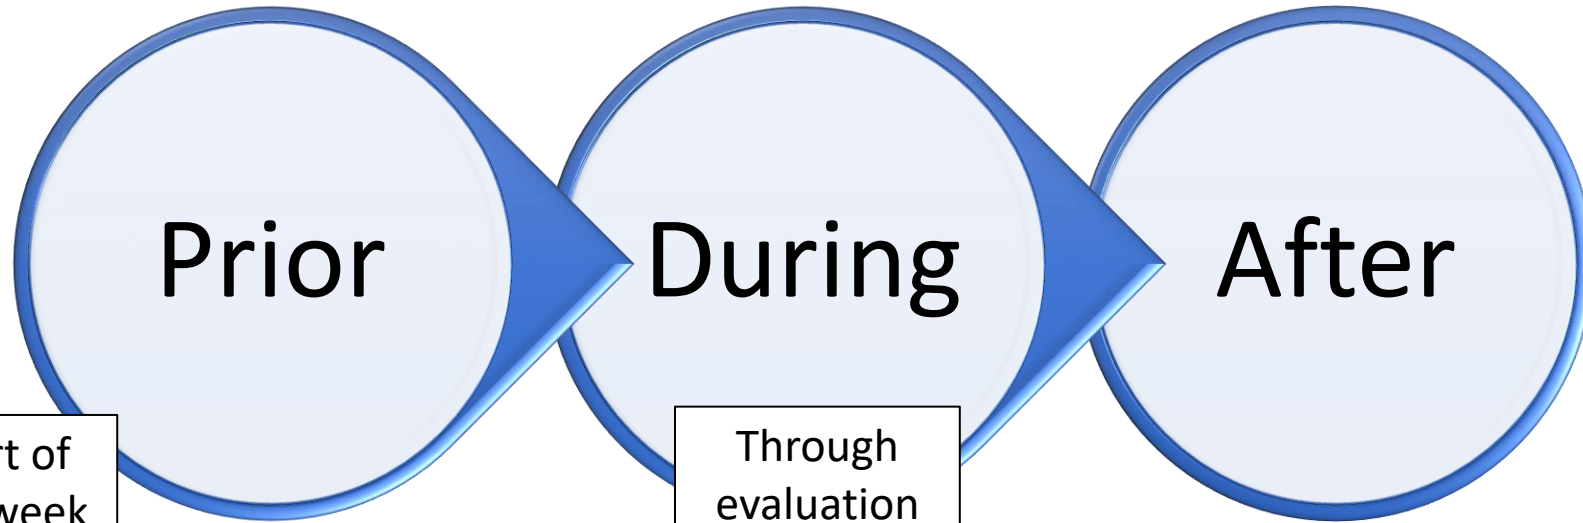 Prior
During
After
rt of
week
Through
evaluation